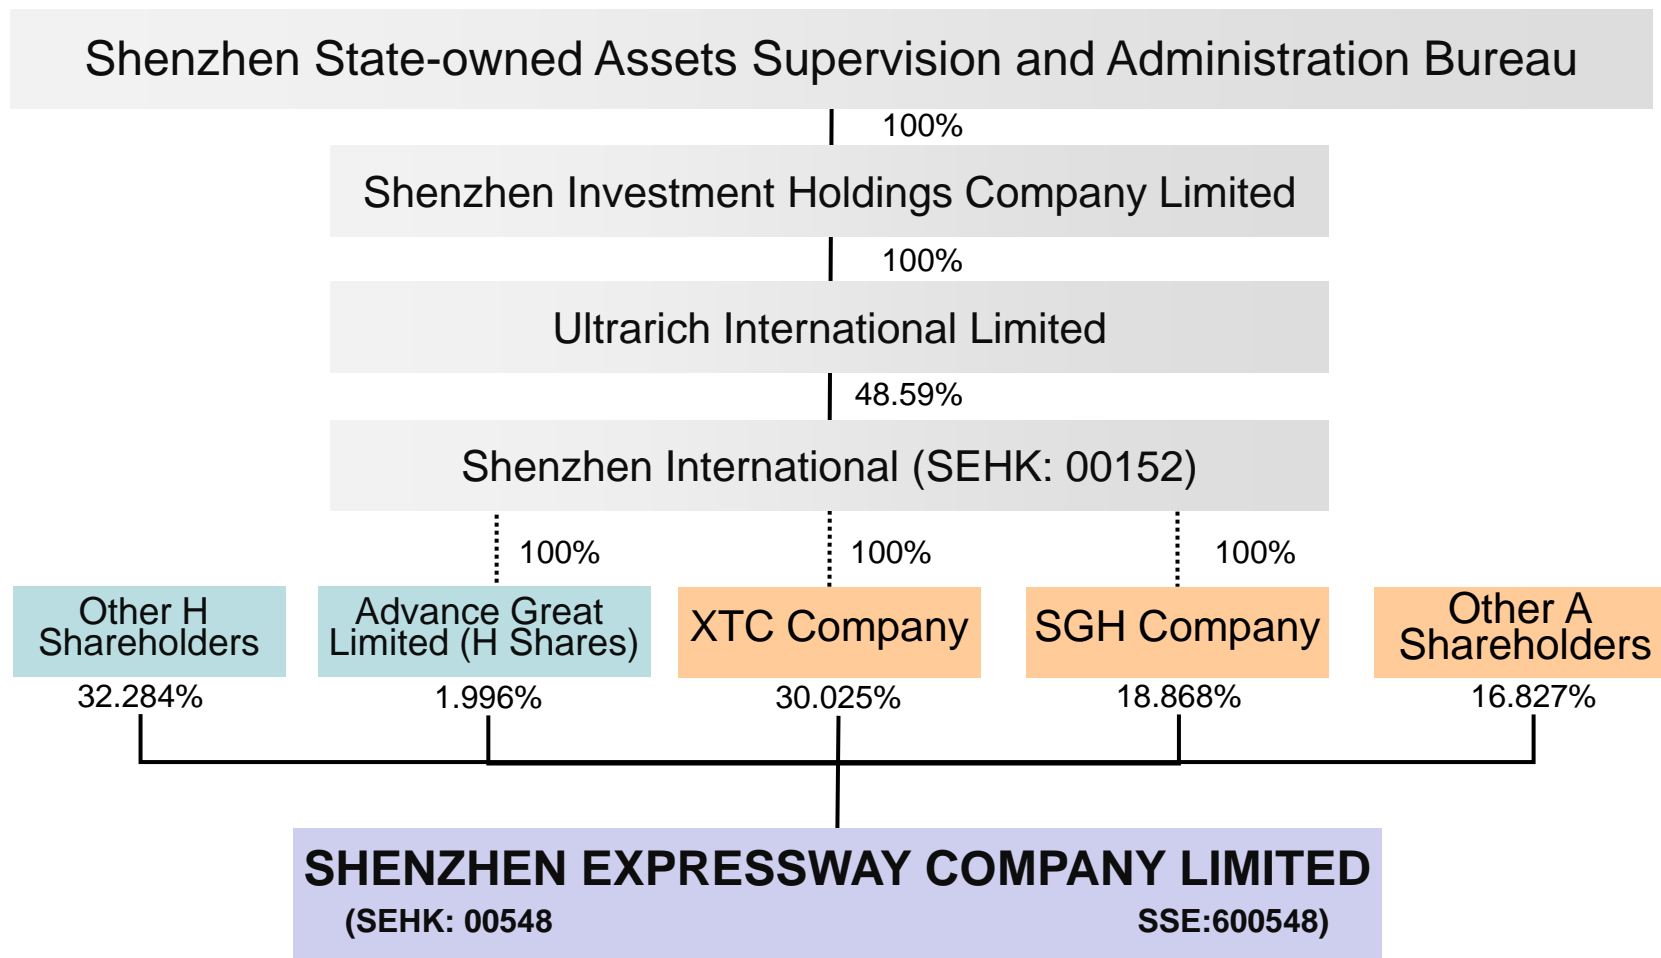 Shenzhen State-owned Assets Supervision and Administration Bureau
100%
Shenzhen Investment Holdings Company Limited
100%
Ultrarich International Limited
48.59%
Shenzhen International (SEHK: 00152)
100%
100%
100%
Other H
Shareholders
Advance Great
Limited (H Shares)
XTC Company
SGH Company
Other A
Shareholders
32.284%
1.996%
30.025%
18.868%
16.827%
SHENZHEN EXPRESSWAY COMPANY LIMITED
(SEHK: 00548 SSE:600548)